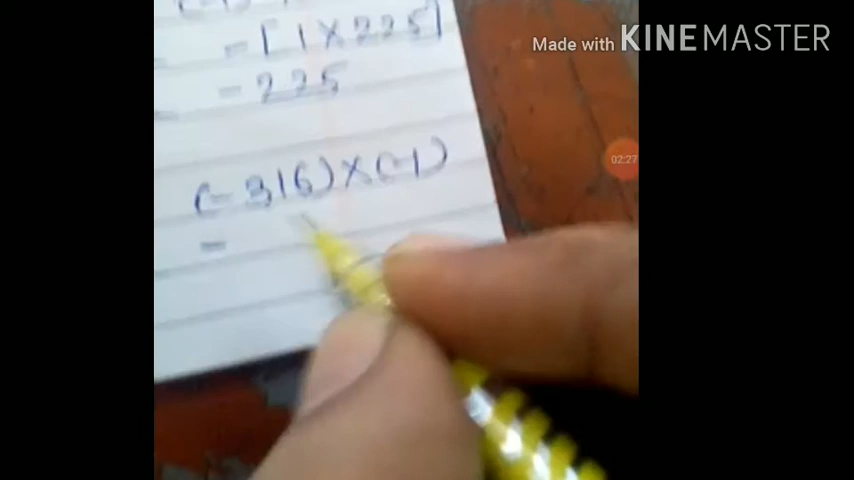 = [1 X 225]
= 225
(- 316) X (-1)
=
Made with KINEMASTER
02:27